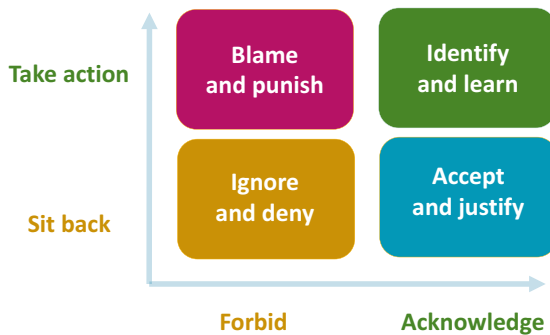 Take action
Blame
and punish
Identify
and learn
Sit back
Ignore
and deny
Accept
and justify
Forbid
Acknowledge